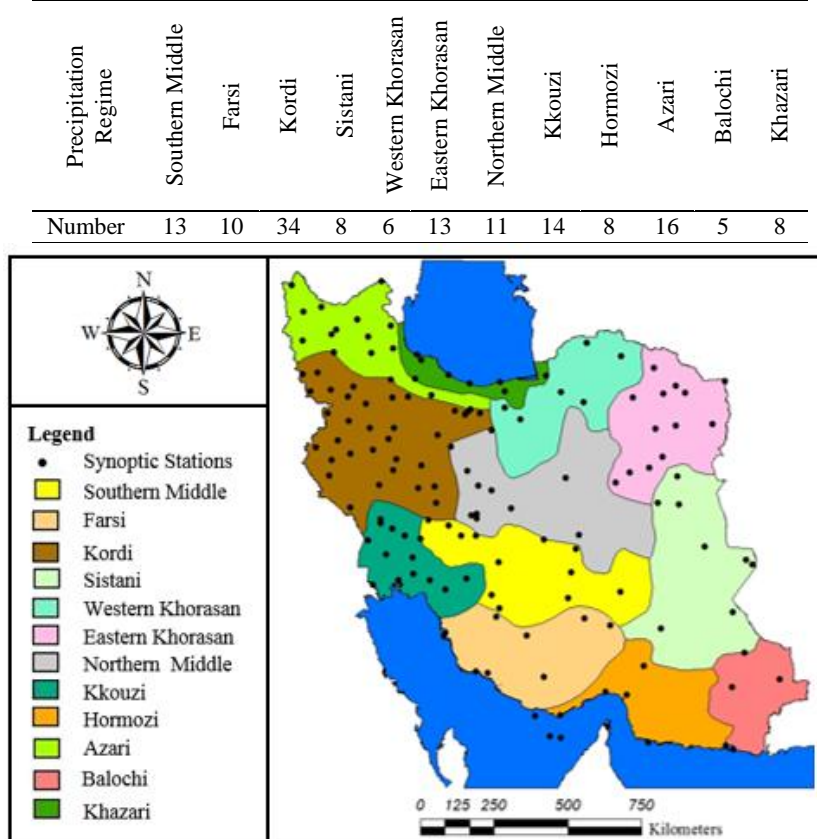 Precipitation Regime Southern Middle Farsi Kordi Sistani Western Khorasan Eastern Khorasan Northern Middle Kkouzi Hormozi Azari Balochi Khazari
Number 13 10 34 8 6 13 11 14 8 16 5 8
N
W E
S
Legend
Synoptic Stations
Southern Middle
Farsi
Kordi
Sistani
Western Khorasan
Eastern Khorasan
Northern Middle
Kkouzi
Hormozi
Azari
Balochi
Khazari
0 125 250 500 750
Kilometers